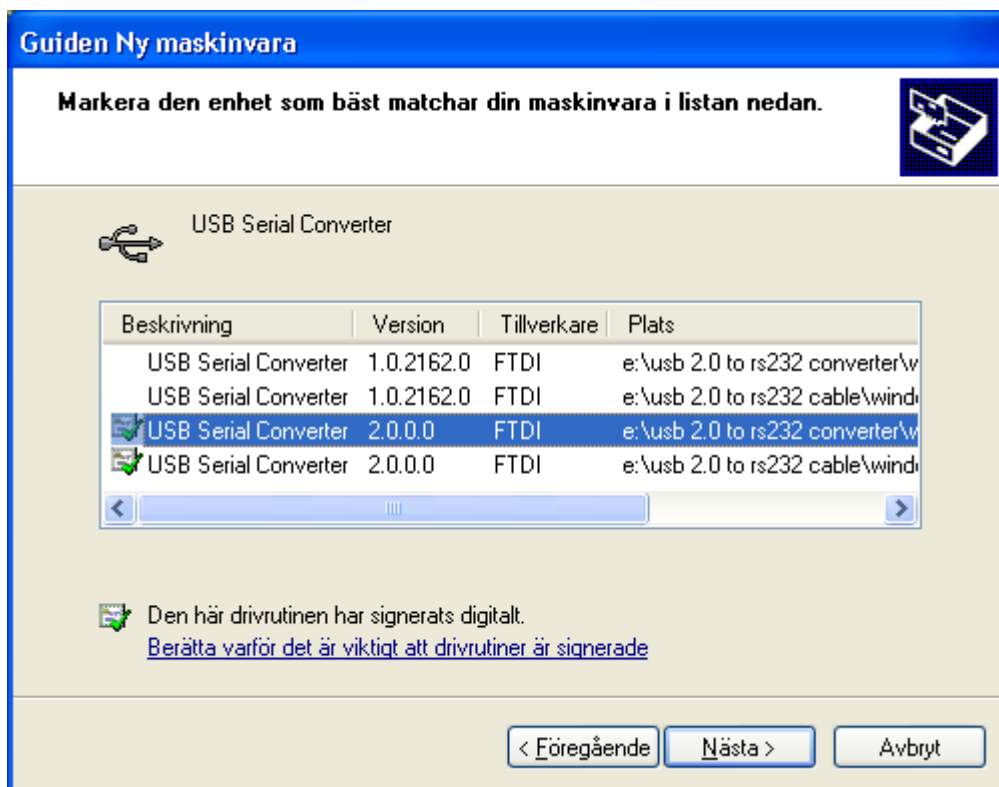 Guiden Ny maskinvara
Markera den enhet som bäst matchar din maskinvara i listan nedan.
USB Serial Converter
Beskrivning Version Tillverkare Plats
USB Serial Converter 1.0.2162.0 FTDI e:\usb 2.0 to rs232 converter\w
USB Serial Converter 1.0.2162.0 FTDI e:\usb 2.0 to rs232 cable\wind
USB Serial Converter 2.0.0.0 FTDI e:\usb 2.0 to rs232 converter\w
USB Serial Converter 2.0.0.0 FTDI e:\usb 2.0 to rs232 cable\wind
Den här drivrutinen har signerats digitalt.
Berätta varför det är viktigt att drivrutiner är signerade
< Föregående Nästa > Avbryt